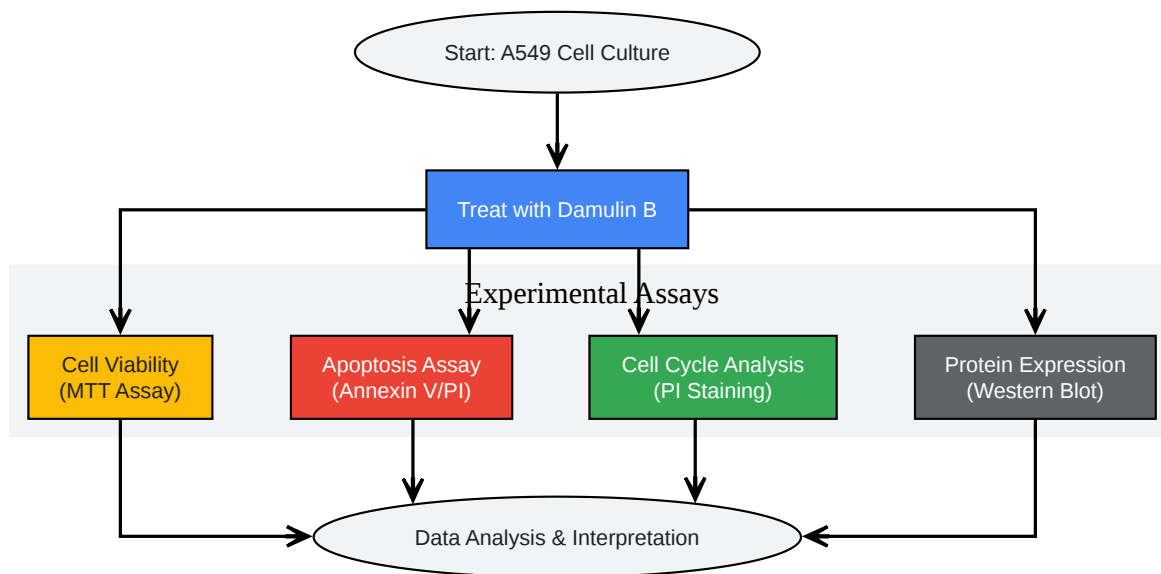 Start: A549 Cell Culture
Treat with Damulin B
Experimental Assays
Cell Viability
(MTT Assay)
Apoptosis Assay
(Annexin V/PI)
Cell Cycle Analysis
(PI Staining)
Protein Expression
(Western Blot)
Data Analysis & Interpretation